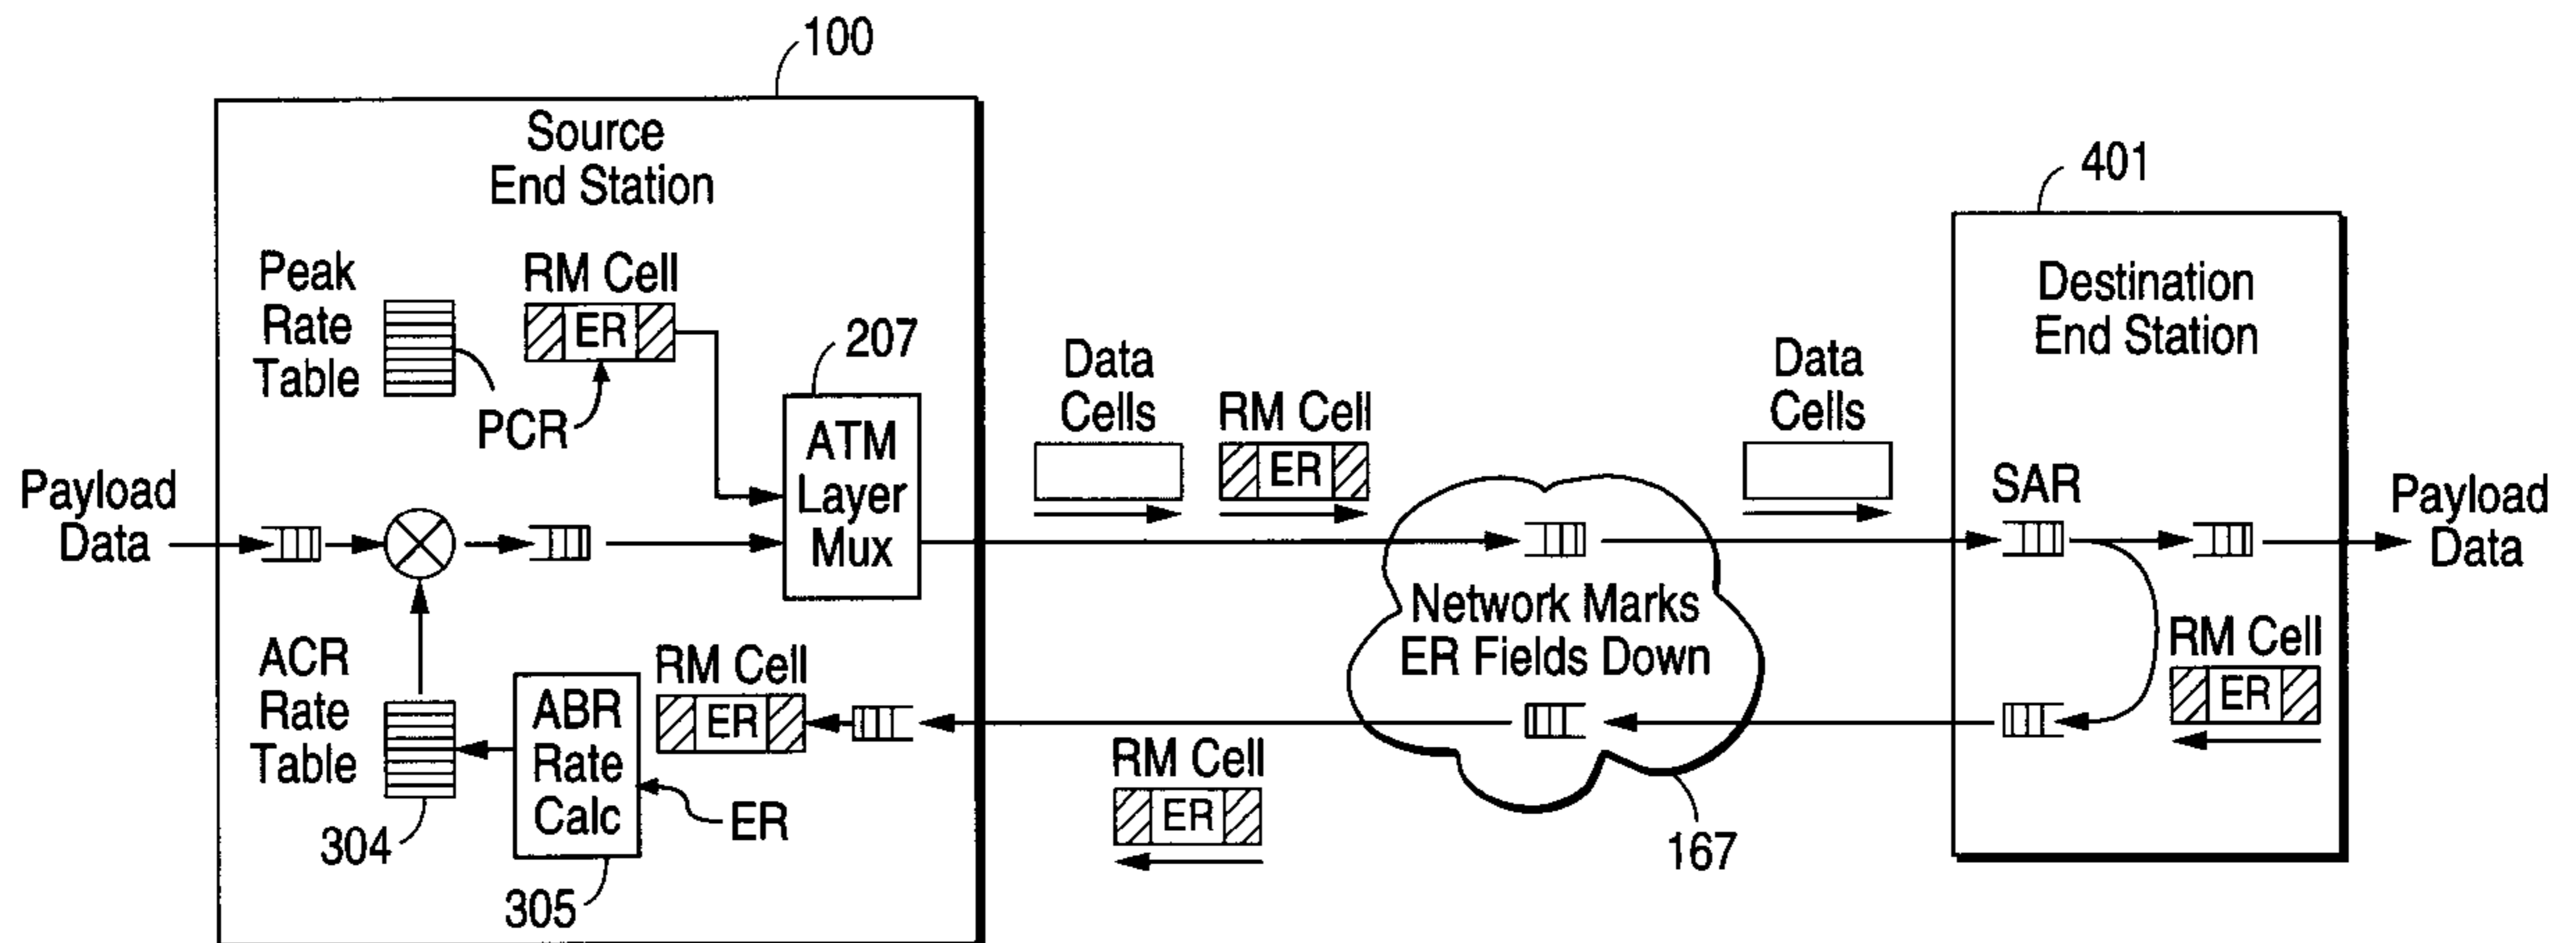 100
Source
End Station
401
Peak
Rate
Table
RM Cell
ER
PCR
207
ATM
Layer
Mux
Data
Cells
RM Cell
ER
Data
Cells
Destination
End Station
Payload
Data
SAR
Payload
Data
Network Marks
ER Fields Down
ACR
Rate
Table
304
ABR
Rate
Calc
305
RM Cell
ER
ER
RM Cell
ER
167
RM Cell
ER